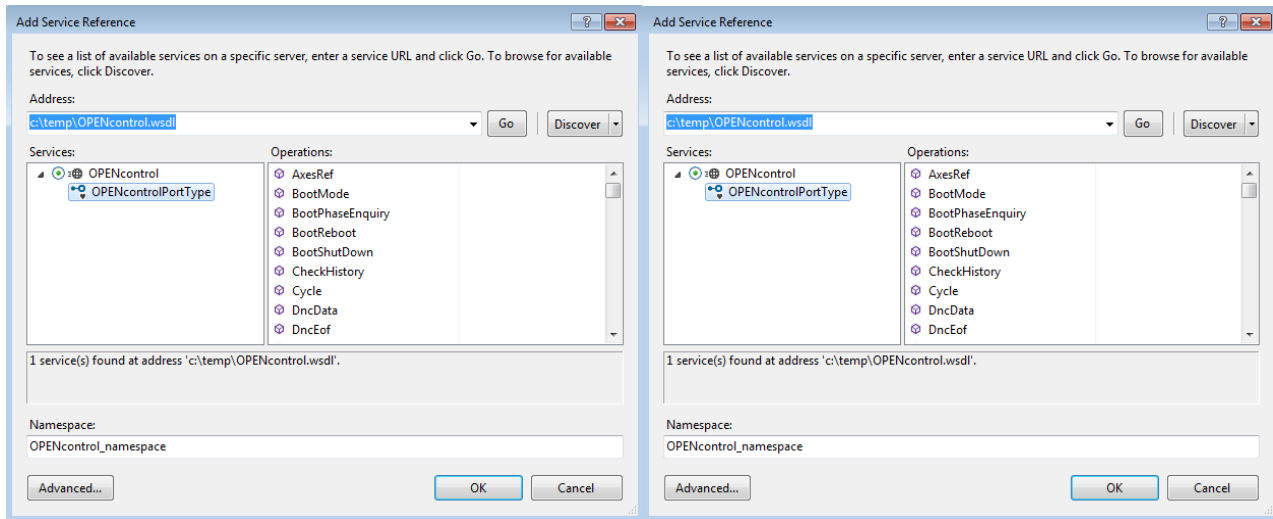 Add Service Reference
To see a list of available services on a specific server, enter a service URL and click Go. To browse for available
services, click Discover.
Address:
c:\temp\OPENcontrol.wsdl
Go
Discover
Services:
Operations:
OPENcontrol
OPENcontrolPortType
AxesRef
BootMode
BootPhaseEnquiry
BootReboot
BootShutDown
CheckHistory
Cycle
DncData
DncEof
1 service(s) found at address 'c:\temp\OPENcontrol.wsdl'.
Namespace:
OPENcontrol_namespace
Advanced...
OK
Cancel
Add Service Reference
To see a list of available services on a specific server, enter a service URL and click Go. To browse for available
services, click Discover.
Address:
c:\temp\OPENcontrol.wsdl
Go
Discover
Services:
Operations:
OPENcontrol
OPENcontrolPortType
AxesRef
BootMode
BootPhaseEnquiry
BootReboot
BootShutDown
CheckHistory
Cycle
DncData
DncEof
1 service(s) found at address 'c:\temp\OPENcontrol.wsdl'.
Namespace:
OPENcontrol_namespace
Advanced...
OK
Cancel